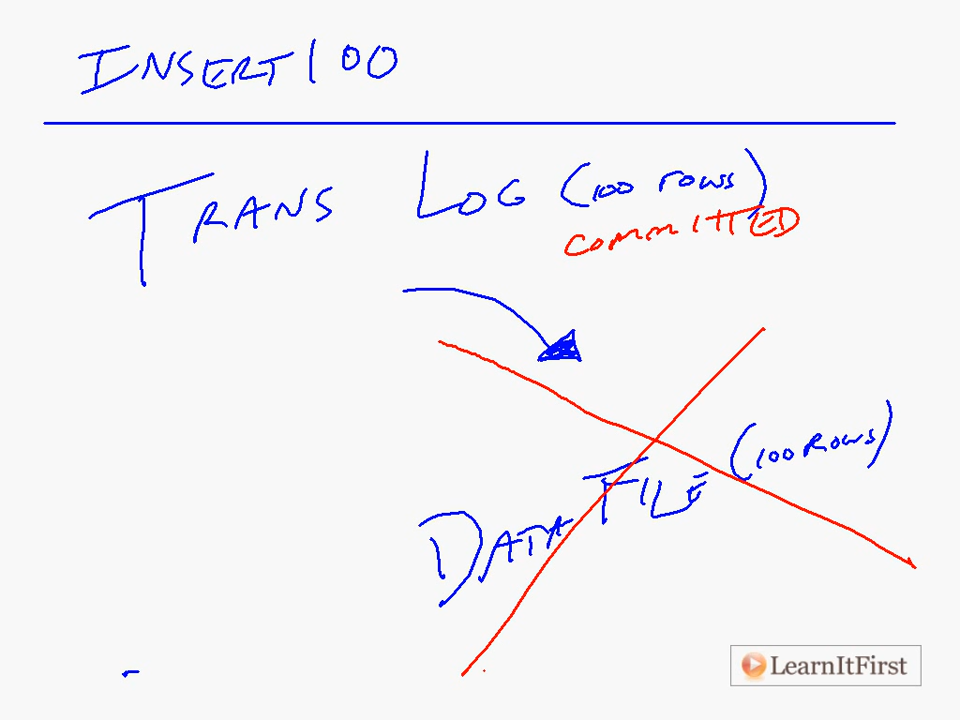 INSERT 100
TRANS LOG (100 rows)
COMMITTED
DATA FILE (100 ROWS)
LearnItFirst